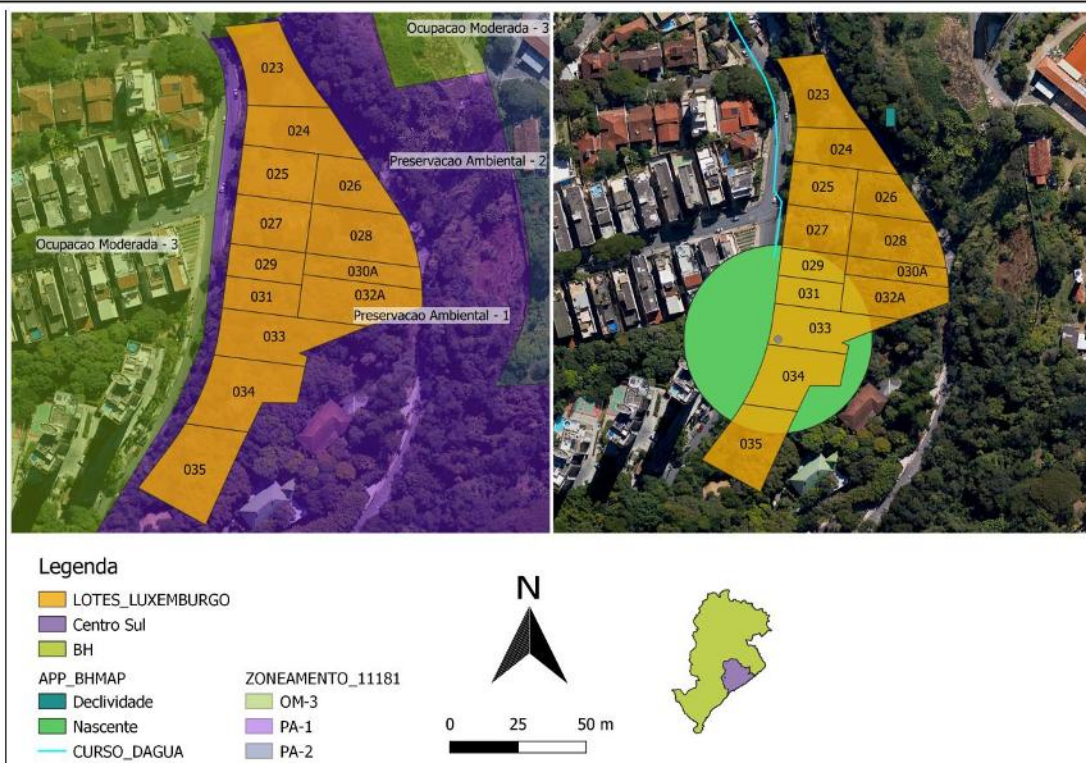 Ocupacao Moderada - 3
023
024
Preservacao Ambiental - 2
025
026
027
028
Ocupacao Moderada - 3
029
030A
031
032A
Preservacao Ambiental - 1
033
034
035
023
024
025
026
027
028
029
030A
031
032A
033
034
035
Legenda
LOTES_LUXEMBURGO
Centro Sul
BH
APP_BHMAP
Declividade
Nascente
CURSO_DAGUA
ZONEAMENTO_11181
OM-3
PA-1
PA-2
N
0 25 50 m